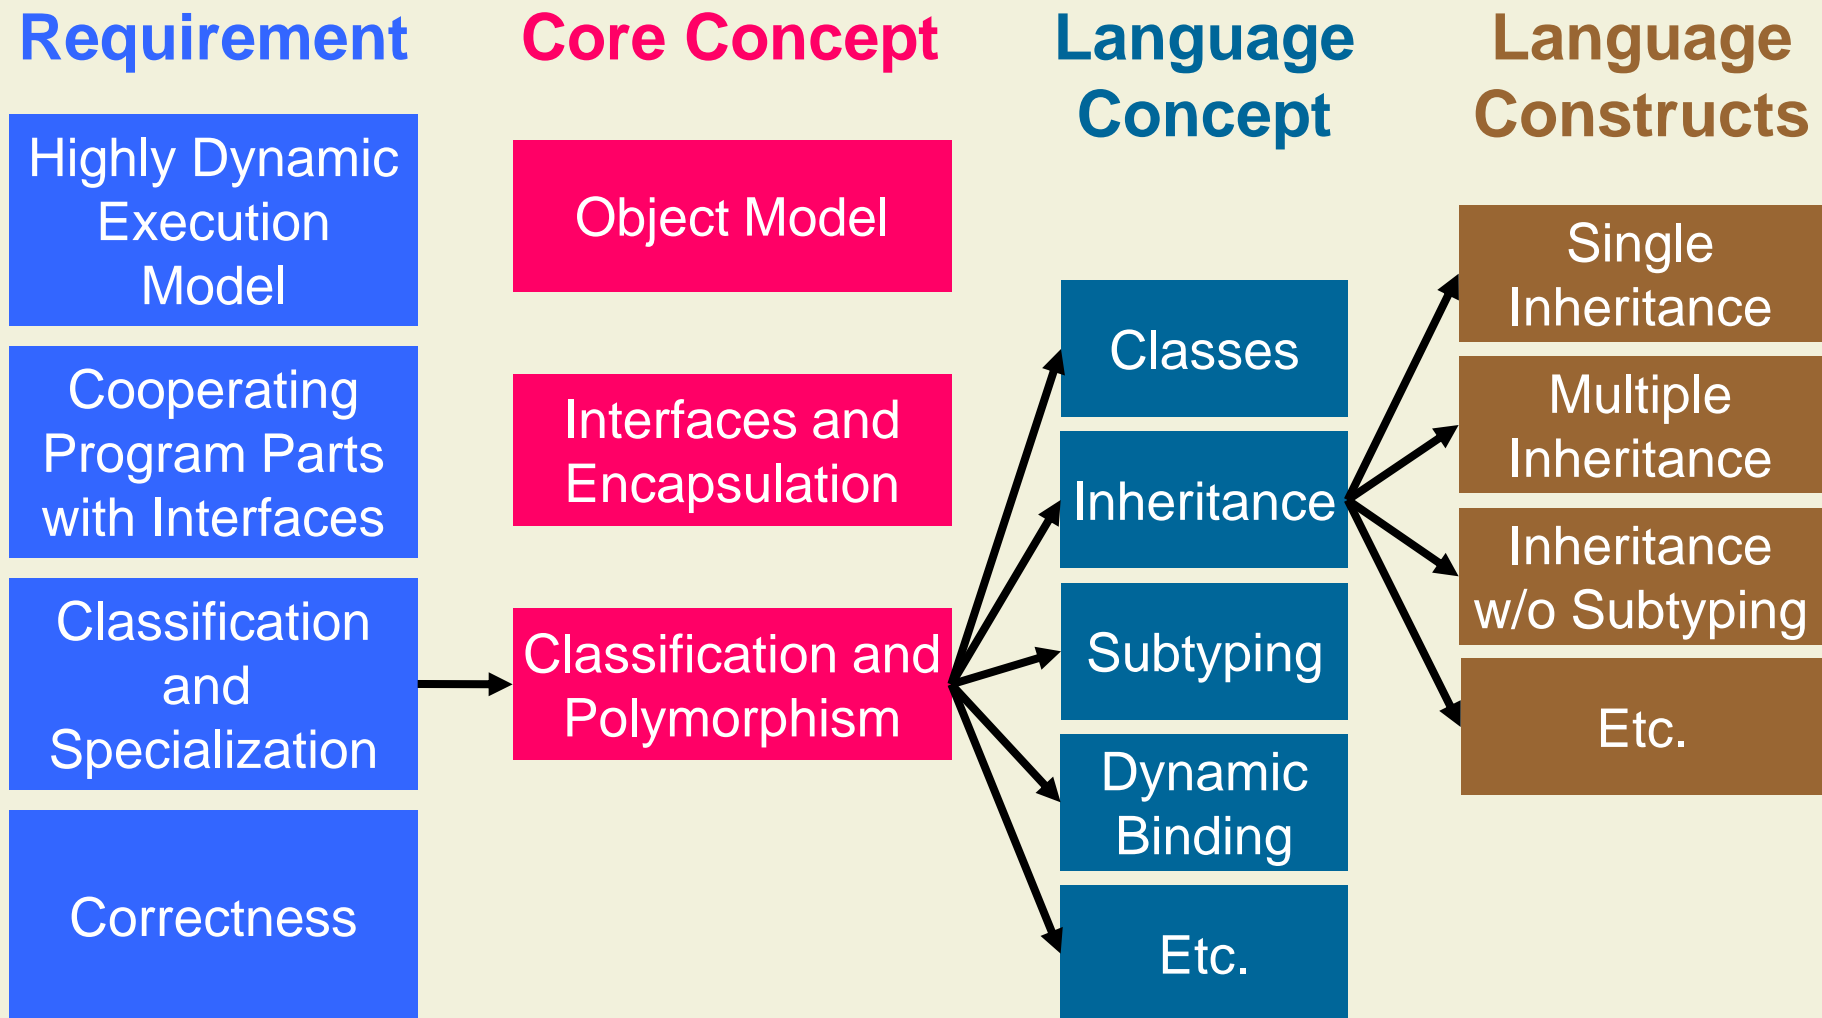 Requirement
Core Concept
Language
Concept
Language
Constructs
Highly Dynamic
Execution
Model
Cooperating
Program Parts
with Interfaces
Classification
and
Specialization
Correctness
Object Model
Interfaces and
Encapsulation
Classification and
Polymorphism
Classes
Inheritance
Subtyping
Dynamic
Binding
Etc.
Single
Inheritance
Multiple
Inheritance
Inheritance
w/o Subtyping
Etc.